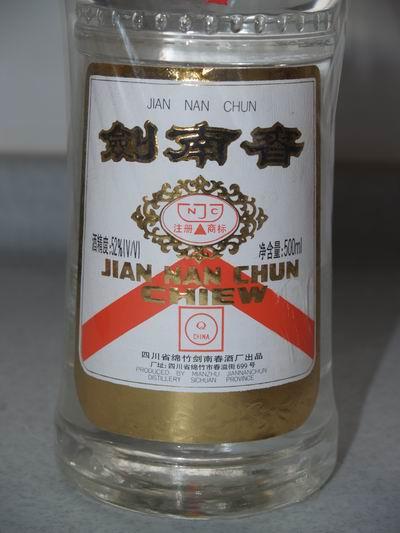 JIAN NAN CHUN
劍南春
NJC
注册 商标
酒精度:52%(V/V)
净含量:500ml
JIAN NAN CHUN
CHIEW
Q
CHINA
四川省绵竹剑南春酒厂出品
厂址:四川省绵竹市春溢街699号
PRODUCED BY MIANZHU JIANNANCHUN
DISTILLERY SICHUAN PROVINCE